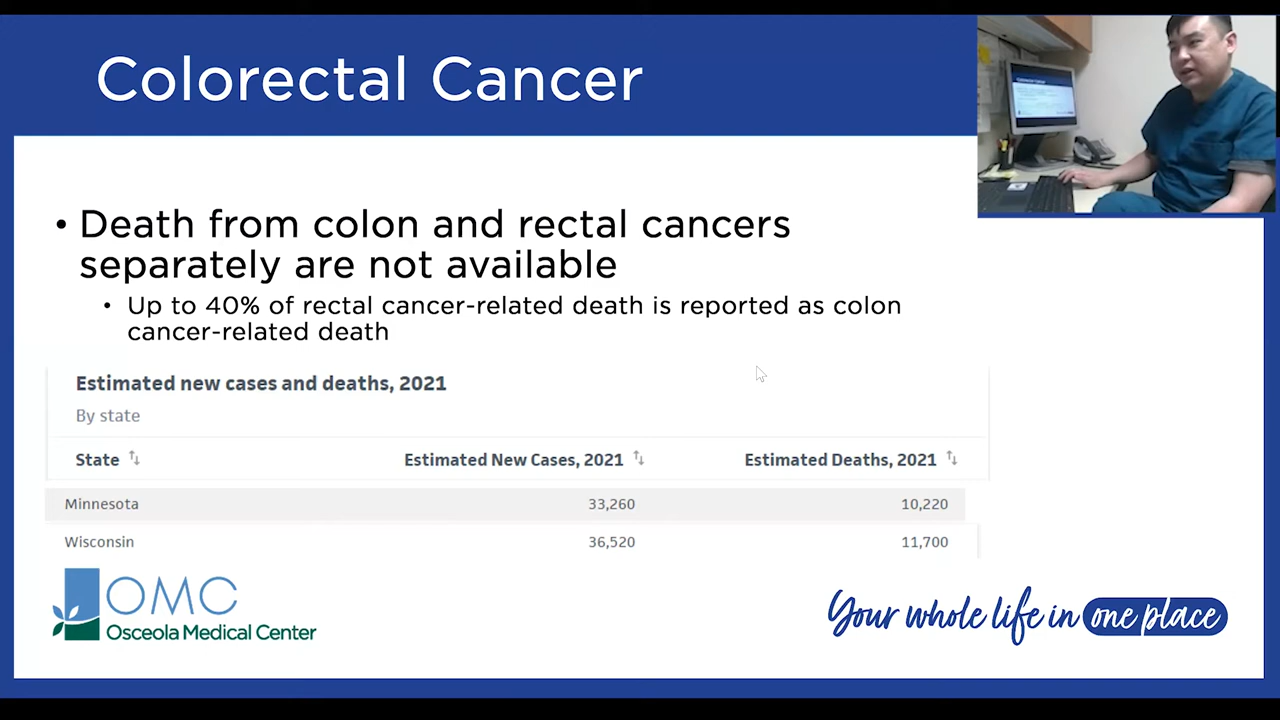 Colorectal Cancer
• Death from colon and rectal cancers
separately are not available
• Up to 40% of rectal cancer-related death is reported as colon
cancer-related death
Estimated new cases and deaths, 2021
By state
State Estimated New Cases, 2021 Estimated Deaths, 2021
Minnesota 33,260 10,220
Wisconsin 36,520 11,700
OMC
Osceola Medical Center
Your whole life in one place